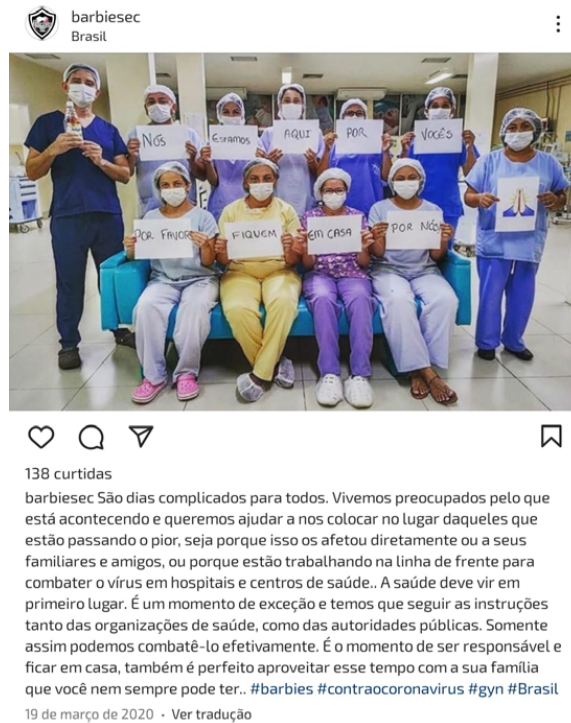 barbiesec
Brasil
NÓS ESTAMOS AQUI POR VOCÊS
POR FAVOR FIQUEM EM CASA POR NÓS
138 curtidas
barbiesec São dias complicados para todos. Vivemos preocupados pelo que
está acontecendo e queremos ajudar a nos colocar no lugar daqueles que
estão passando o pior, seja porque isso os afetou diretamente ou a seus
familiares e amigos, ou porque estão trabalhando na linha de frente para
combater o vírus em hospitais e centros de saúde.. A saúde deve vir em
primeiro lugar. É um momento de exceção e temos que seguir as instruções
tanto das organizações de saúde, como das autoridades públicas. Somente
assim podemos combatê-lo efetivamente. É o momento de ser responsável e
ficar em casa, também é perfeito aproveitar esse tempo com a sua família
que você nem sempre pode ter.. #barbies #contraocoronavirus #gyn #Brasil
19 de março de 2020 • Ver tradução